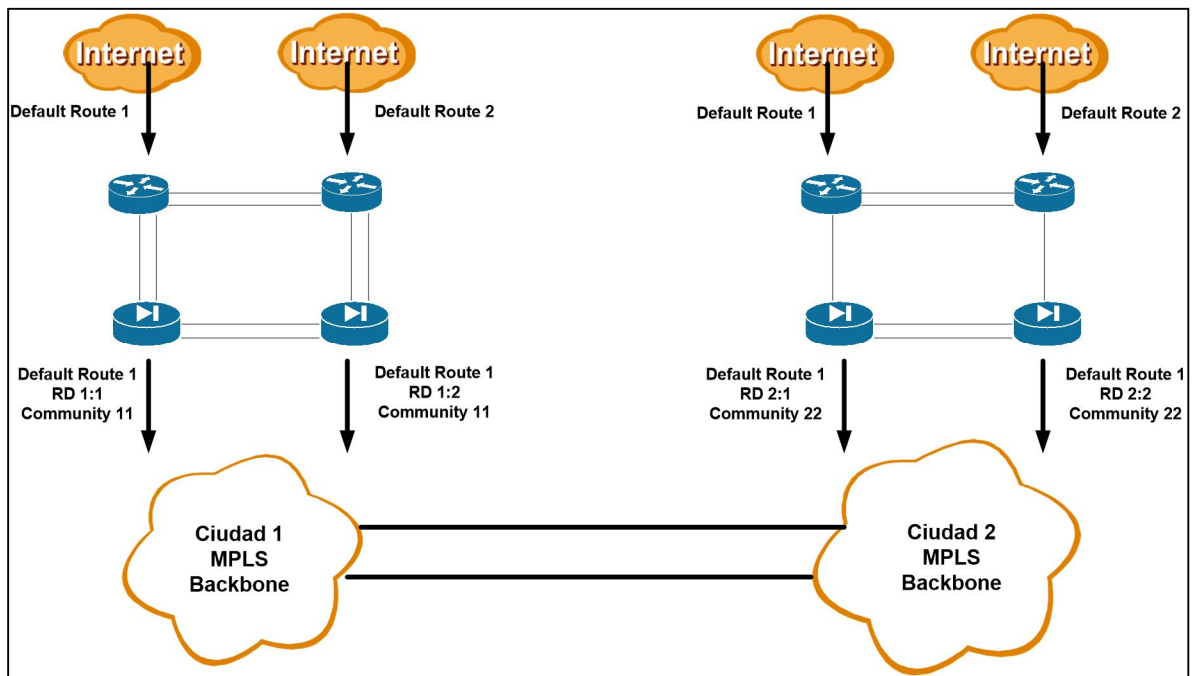 Internet
Internet
Internet
Internet
Default Route 1
Default Route 2
Default Route 1
Default Route 2
Default Route 1
RD 1:1
Community 11
Default Route 1
RD 1:2
Community 11
Default Route 1
RD 2:1
Community 22
Default Route 1
RD 2:2
Community 22
Ciudad 1
MPLS
Backbone
Ciudad 2
MPLS
Backbone